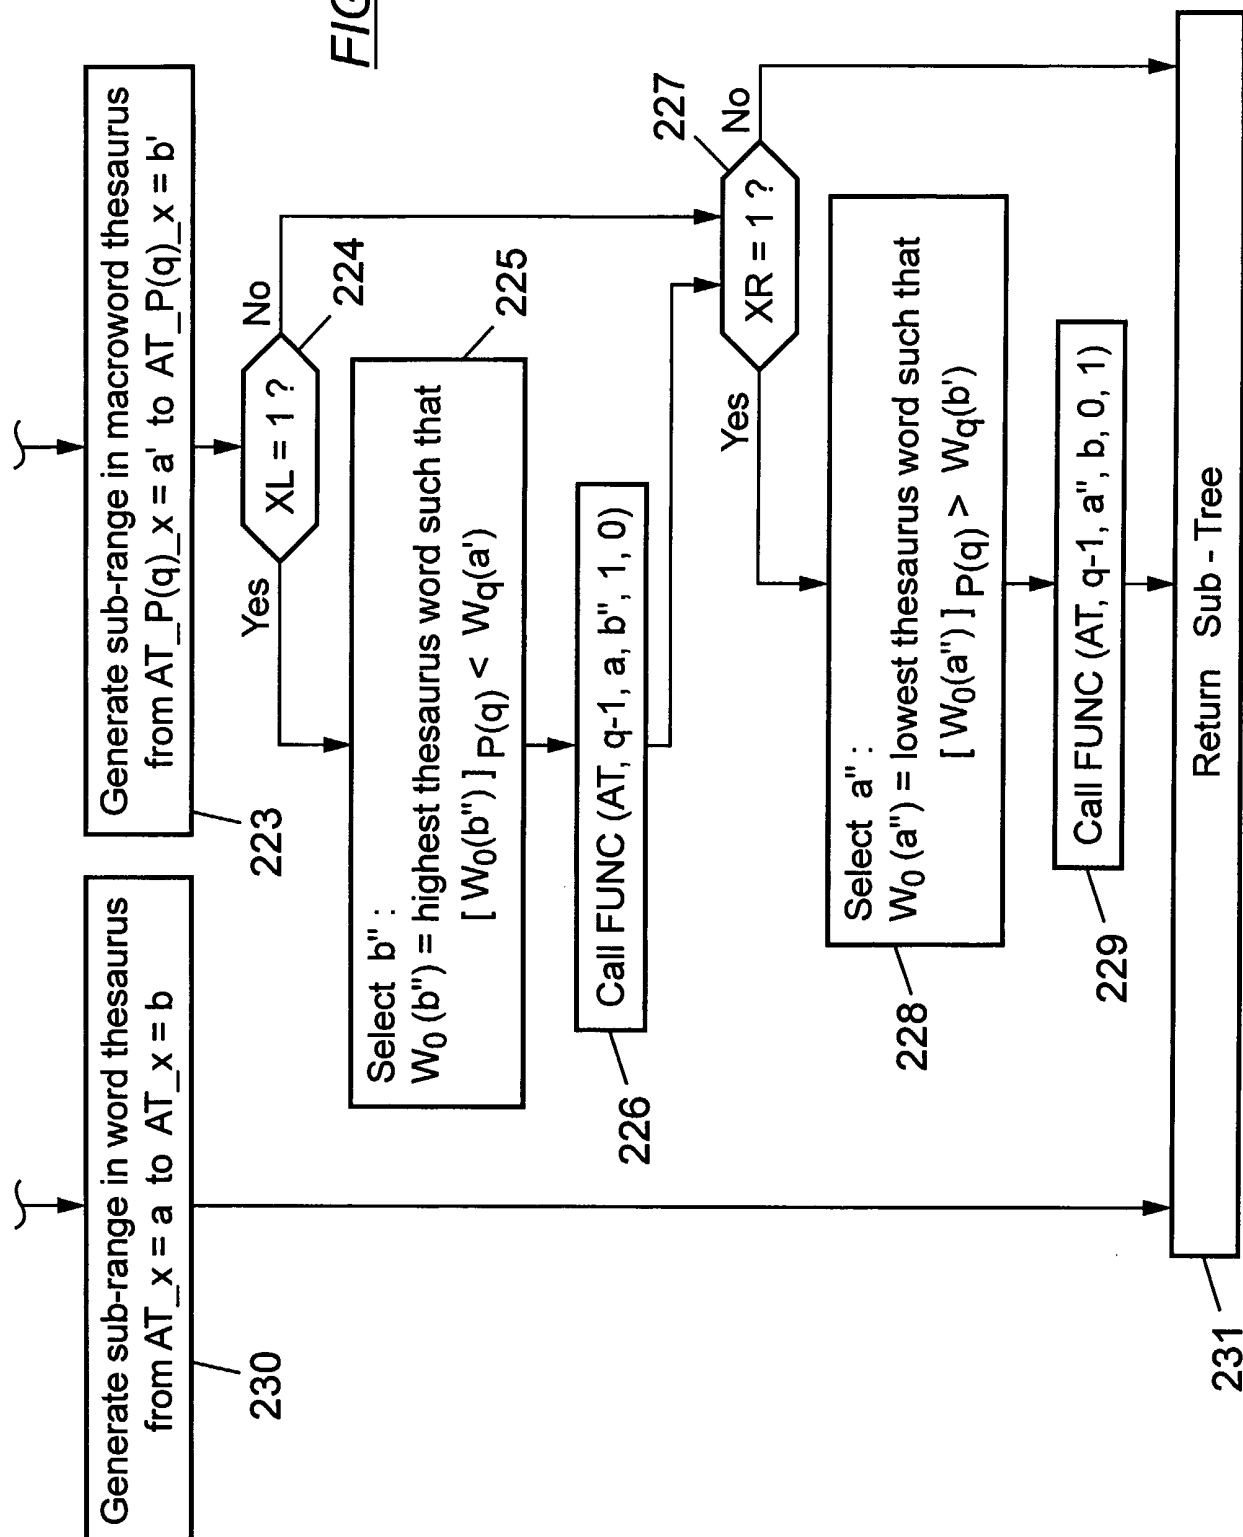 FIG
Generate sub-range in word thesaurus
from AT_x = a to AT_x = b
230
Generate sub-range in macroword thesaurus
from AT_P(q)_x = a' to AT_P(q)_x = b'
223
XL = 1 ?
Yes
No
224
225
Select b" :
W0 (b") = highest thesaurus word such that
[ W0(b") ] P(q) < Wq(a')
Call FUNC (AT, q-1, a, b", 1, 0)
226
227
XR = 1 ?
Yes
No
Select a" :
W0 (a") = lowest thesaurus word such that
[ W0(a") ] P(q) > Wq(b')
228
Call FUNC (AT, q-1, a", b, 0, 1)
229
Return Sub - Tree
231